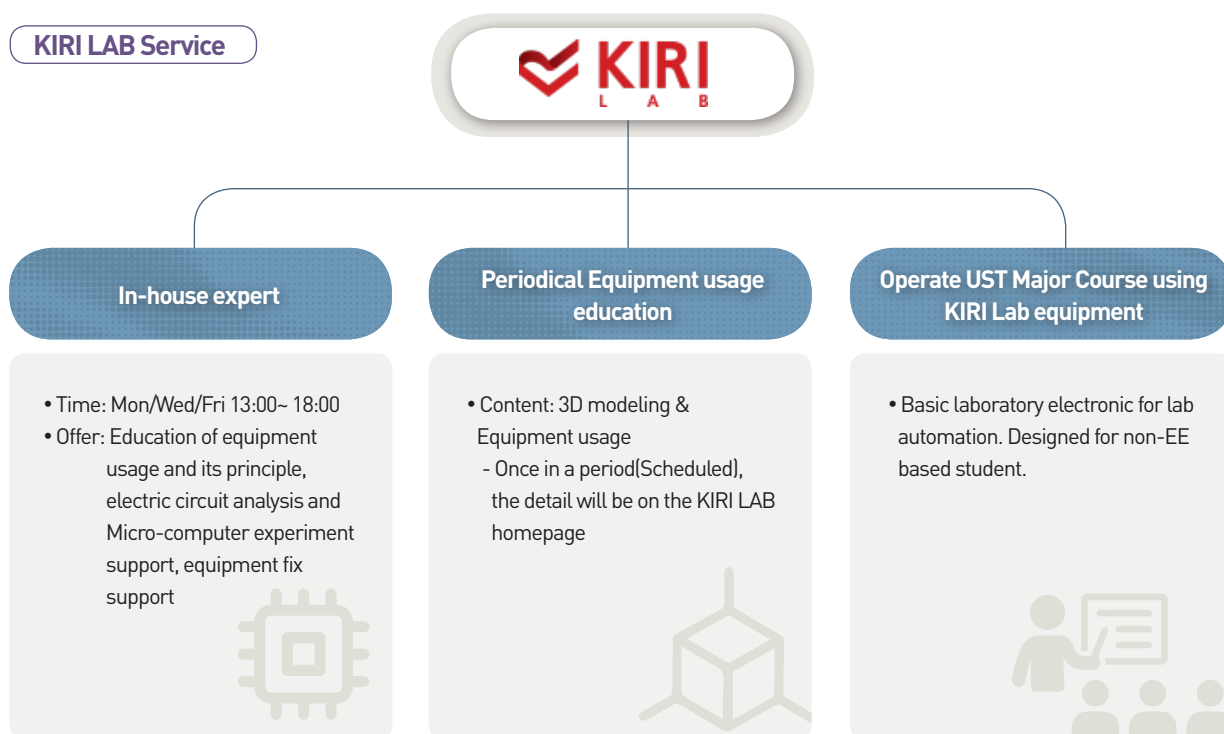 KIRI LAB Service
KIRI
LAB
In-house expert
• Time: Mon/Wed/Fri 13:00~ 18:00
• Offer: Education of equipment
usage and its principle,
electric circuit analysis and
Micro-computer experiment
support, equipment fix
support
Periodical Equipment usage
education
• Content: 3D modeling &
Equipment usage
- Once in a period(Scheduled),
the detail will be on the KIRI LAB
homepage
Operate UST Major Course using
KIRI Lab equipment
• Basic laboratory electronic for lab
automation. Designed for non-EE
based student.